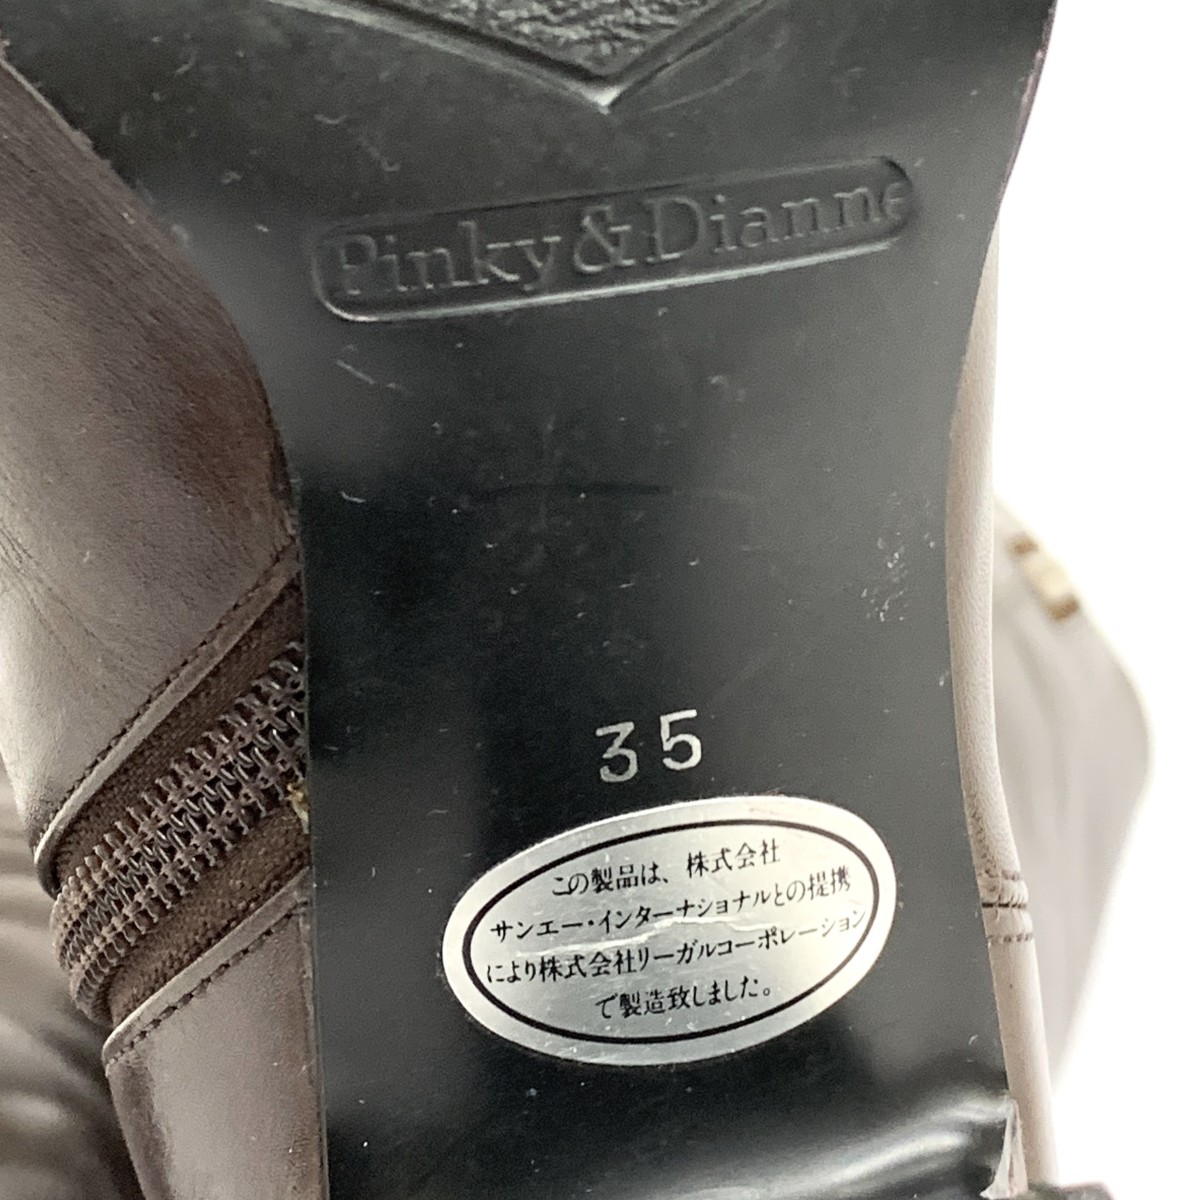 Pinky&Dianne
35
この製品は、株式会社
サンエー・インターナショナルとの提携
により株式会社リーガルコーポレーション
で製造致しました。